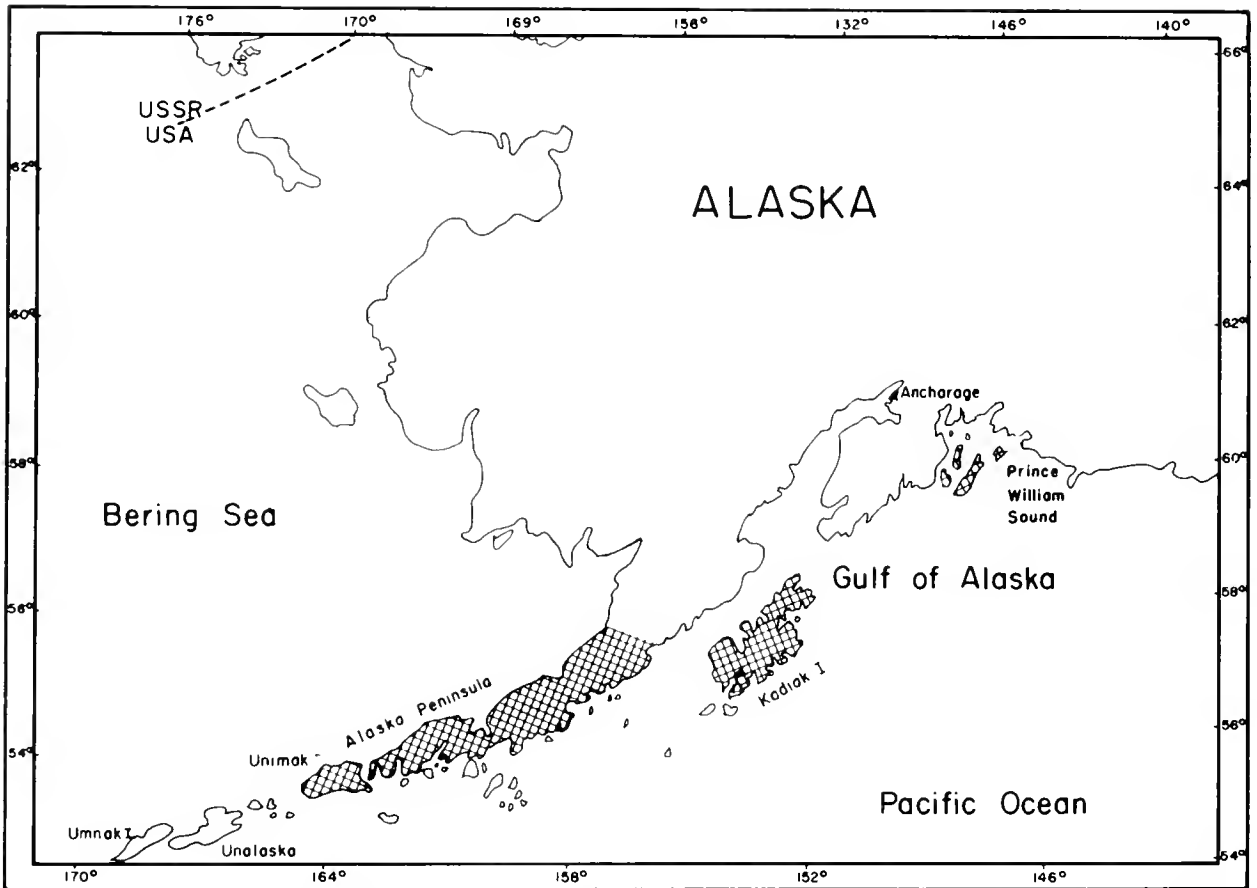 176° 170° 169° 156° 132° 146° 140°
66°
USSR
USA
62°
64°
ALASKA
60°
62°
Ancharage
58°
60°
Prince
William
Sound
Bering Sea
Gulf of Alaska
56°
58°
Kadiak I
Alaska Peninsula
56°
54°
Unimak
Pacific Ocean
Umnak I
Unalaska
54°
170° 164° 158° 152° 146°